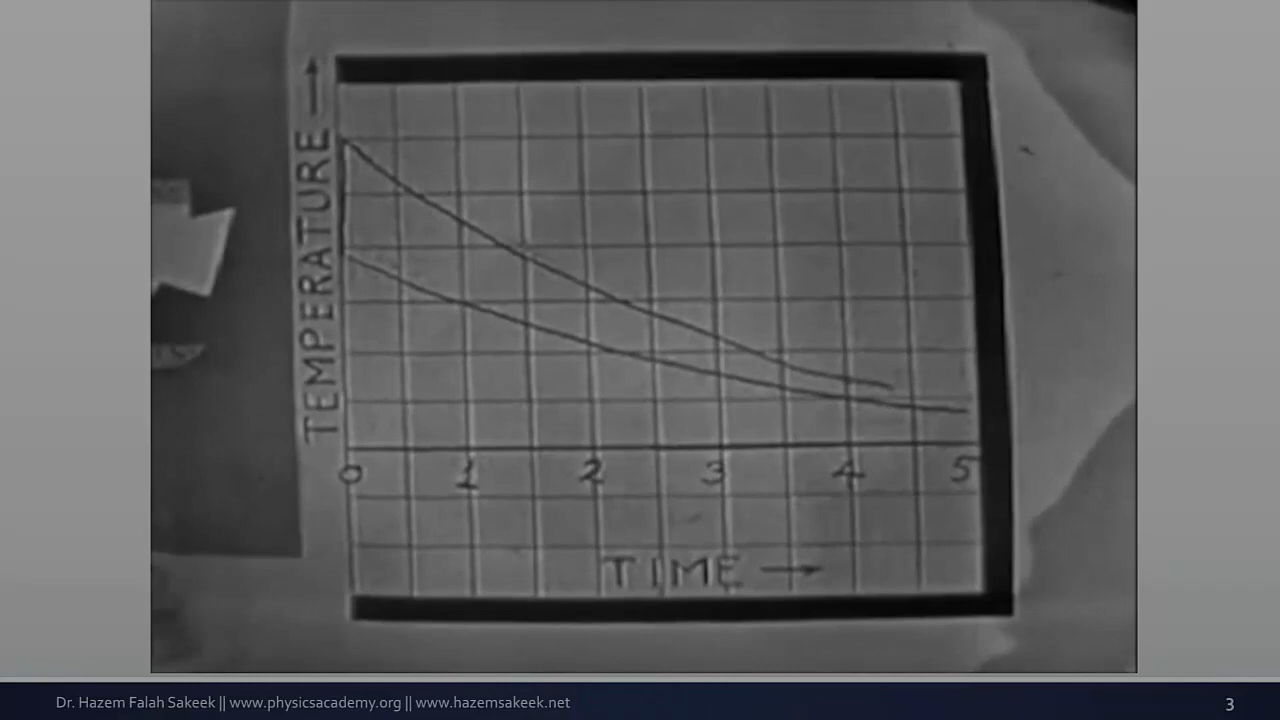 TEMPERATURE →
0 1 2 3 4 5
TIME →
Dr. Hazem Falah Sakeek || www.physicsacademy.org || www.hazemsakeek.net
3